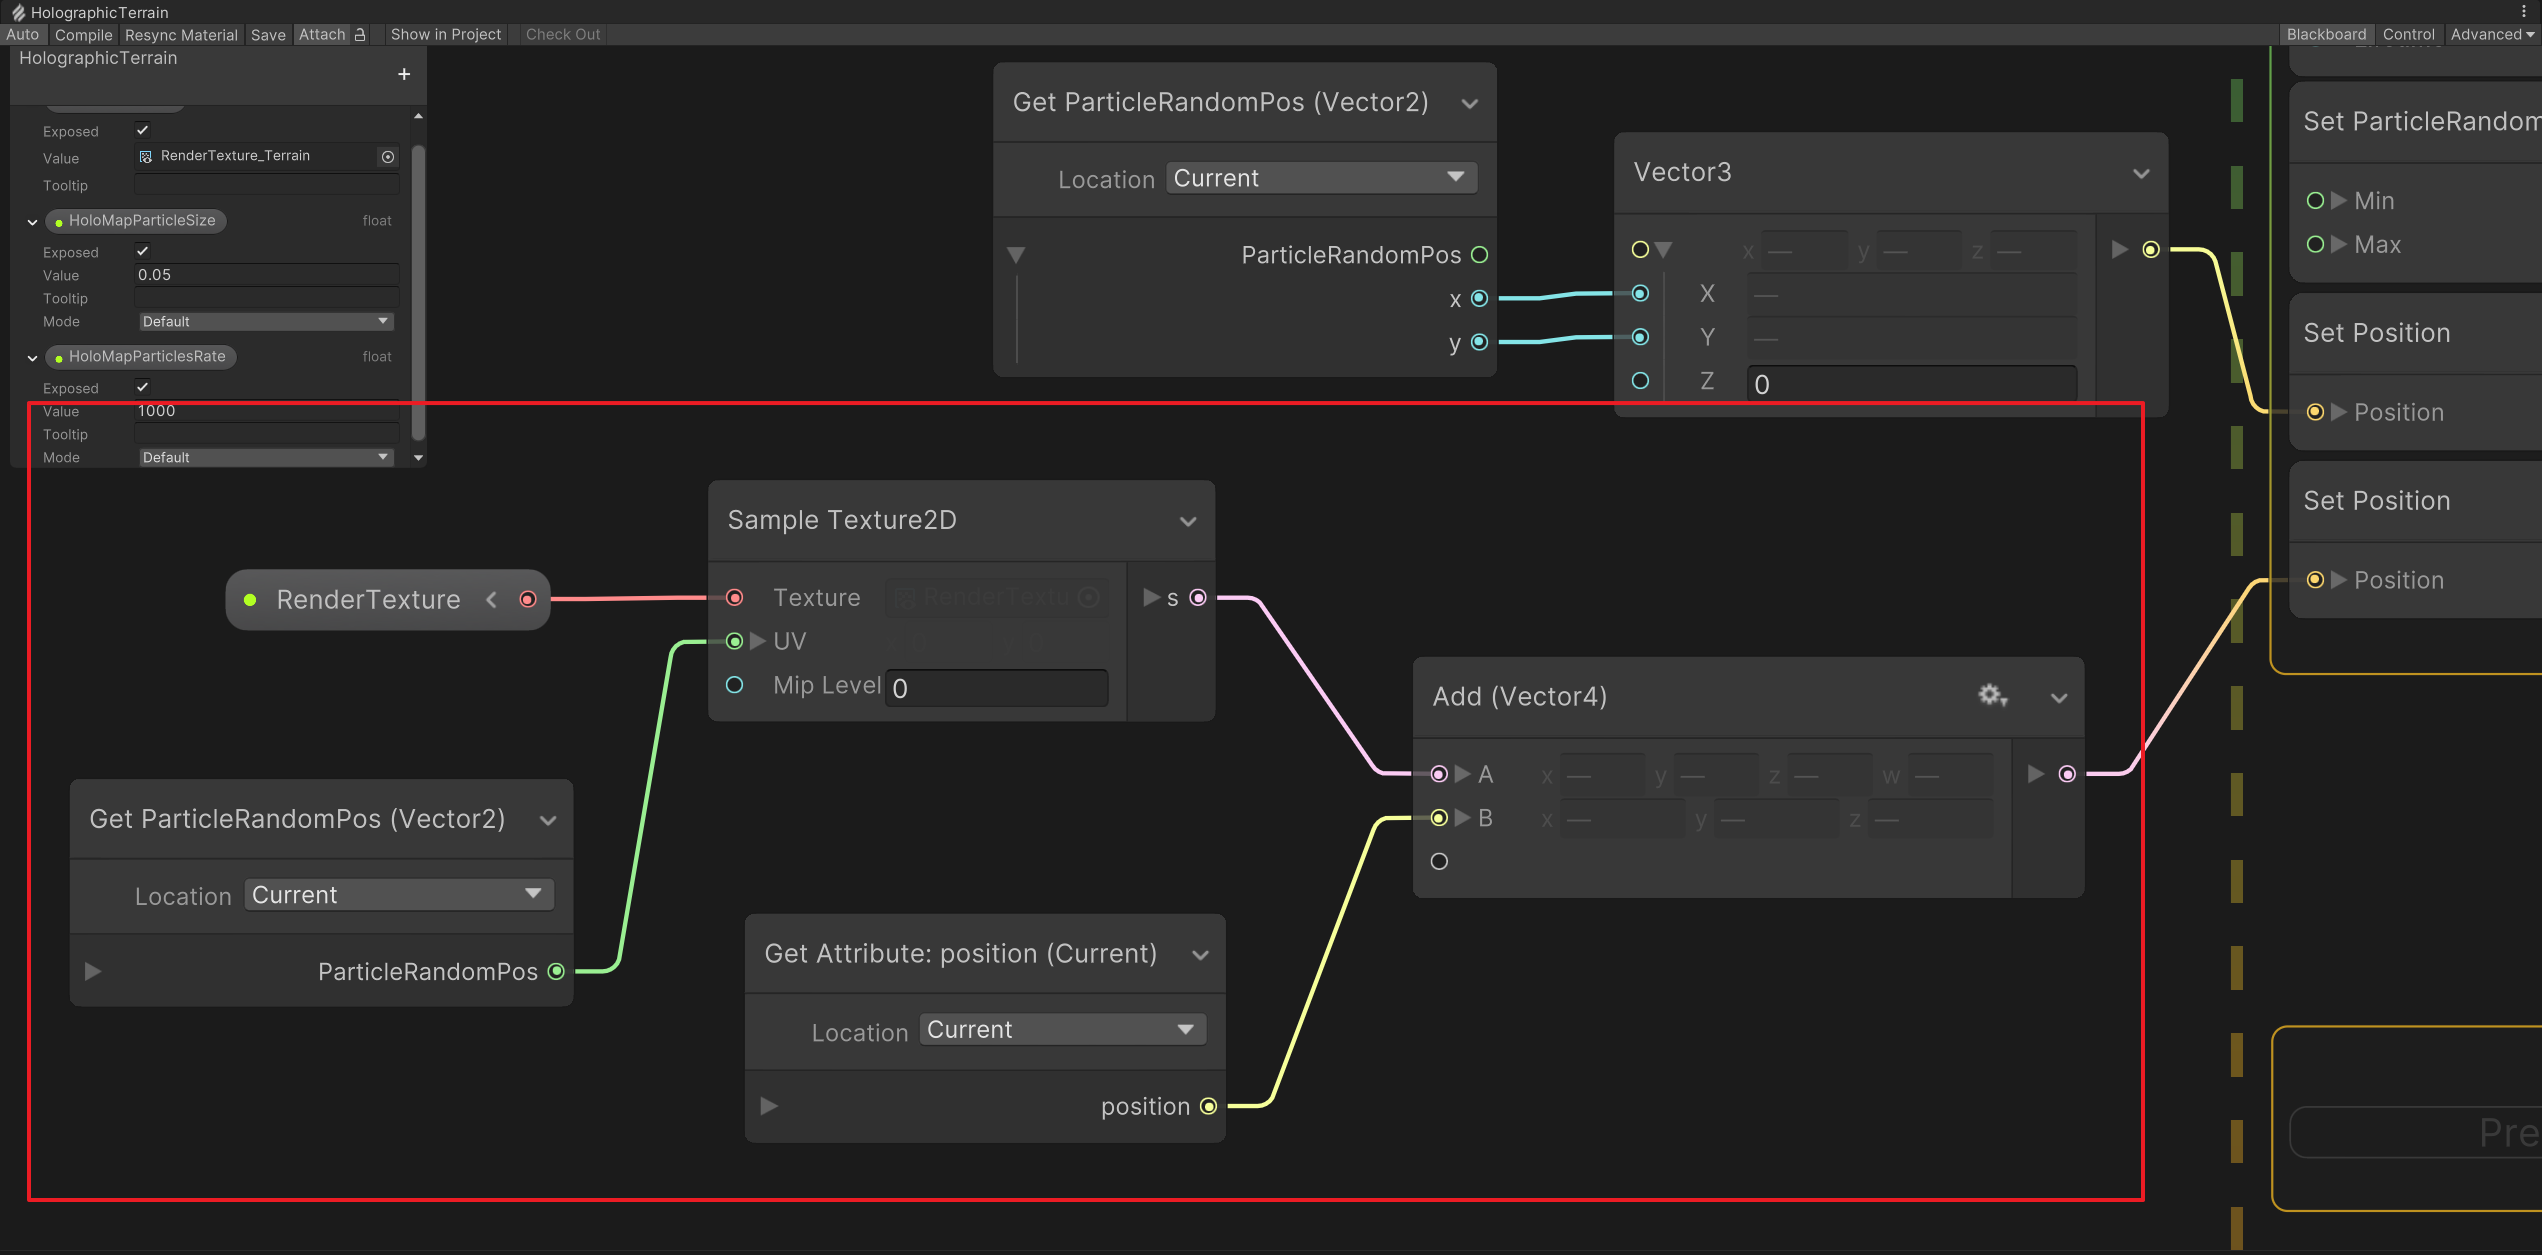 HolographicTerrain
Auto Compile Resync Material Save Attach Show in Project Check Out Blackboard Control Advanced
HolographicTerrain
+
Exposed
Value RenderTexture_Terrain
Tooltip
HoloMapParticleSize float
Exposed
Value 0.05
Tooltip
Mode Default
HoloMapParticlesRate float
Exposed
Value 1000
Tooltip
Mode Default
Get ParticleRandomPos (Vector2)
Location Current
ParticleRandomPos
x
y
Vector3
x — y — z —
X —
Y —
Z 0
Set ParticleRandom
Min
Max
Set Position
Position
Set Position
Position
Sample Texture2D
Texture RenderTextu
UV
Mip Level 0
s
RenderTexture
Add (Vector4)
A x — y — z — w —
B x — y — z —
Get ParticleRandomPos (Vector2)
Location Current
ParticleRandomPos
Get Attribute: position (Current)
Location Current
position
Pre